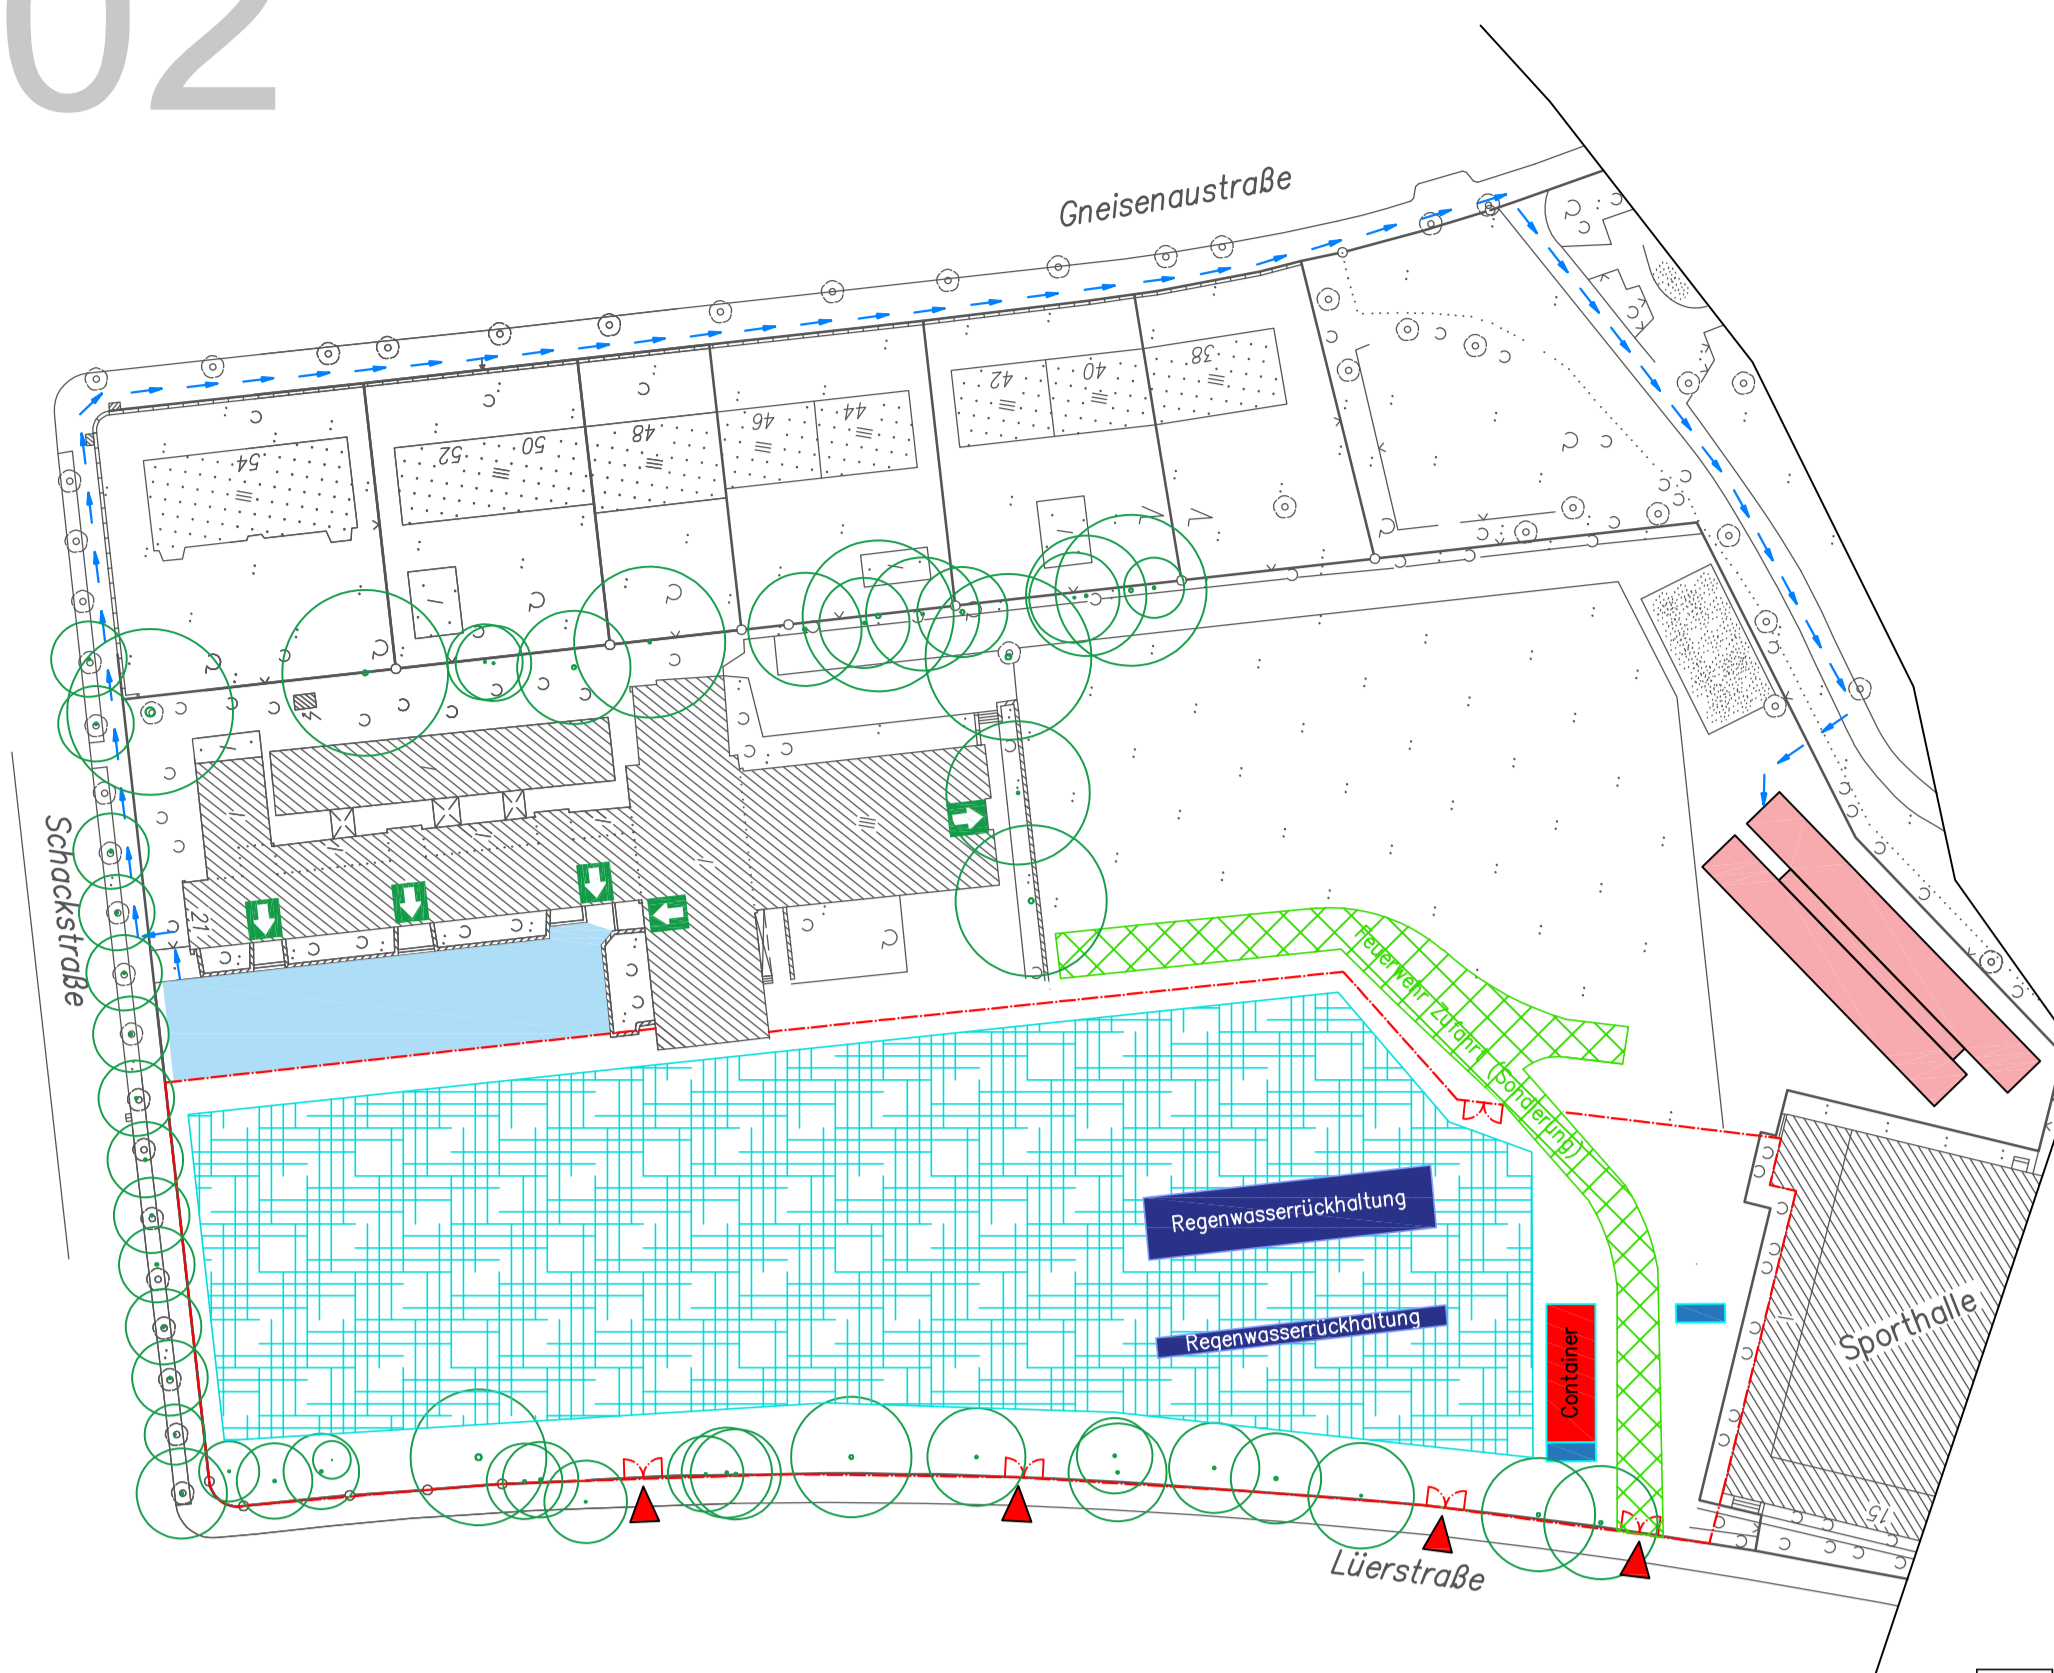 02
Gneisenaustraße
38
40
42
44
46
48
50
52
54
Schackstraße
21
Feuerwehr Zufahrt (Sonderung)
Regenwasserrückhaltung
Regenwasserrückhaltung
Container
Sporthalle
15
Lüerstraße